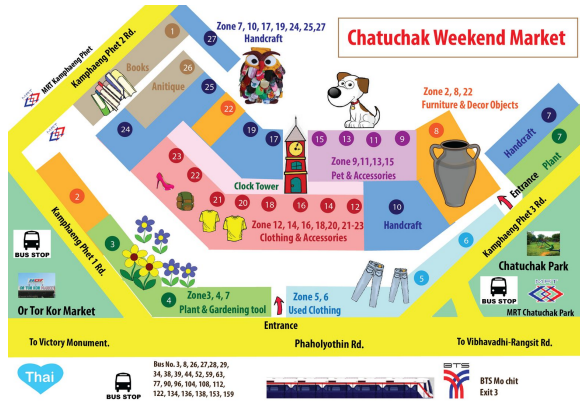 Chatuchak Weekend Market
Zone 7, 10, 17, 19, 24, 25,27
Handcraft
MRT Kamphaeng Phet
Kamphaeng Phet 2 Rd.
1
27
Books
26
Anitique
25
22
24
19
17
23
22
21
20
18
16
14
12
Clock Tower
15
13
11
9
Zone 9,11,13,15
Pet & Accessories
Zone 2, 8, 22
Furniture & Decor Objects
8
7
Handcraft
7
Plant
Entrance
Kamphaeng Phet 3 Rd.
10
Handcraft
Zone 12, 14, 16, 18,20, 21-23
Clothing & Accessories
2
Kamphaeng Phet 1 Rd.
3
4
Zone3, 4, 7
Plant & Gardening tool
Zone 5, 6
Used Clothing
5
6
Chatuchak Park
BUS STOP
MRT Chatuchak Park
BUS STOP
Or Tor Kor Market
Entrance
To Victory Monument.
Phaholyothin Rd.
To Vibhavadhi-Rangsit Rd.
Thai
BUS STOP
Bus No. 3, 8, 26, 27,28, 29,
34, 38, 39, 44, 52, 59, 63,
77, 90, 96, 104, 108, 112,
122, 134, 136, 138, 153, 159
BTS
BTS Mo chit
Exit 3